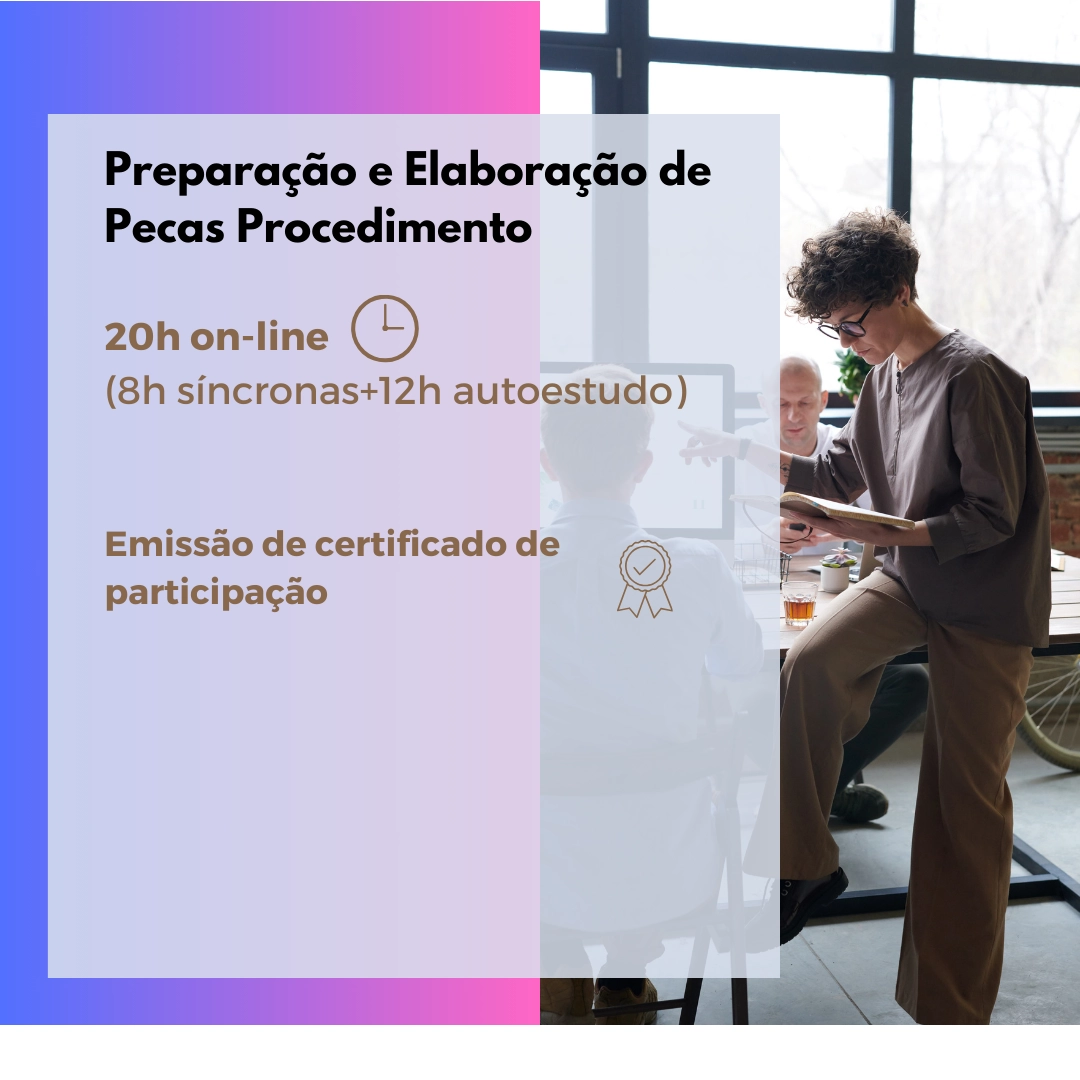 Preparação e Elaboração de
Pecas Procedimento
20h on-line
(8h síncronas+12h autoestudo)
Emissão de certificado de
participação